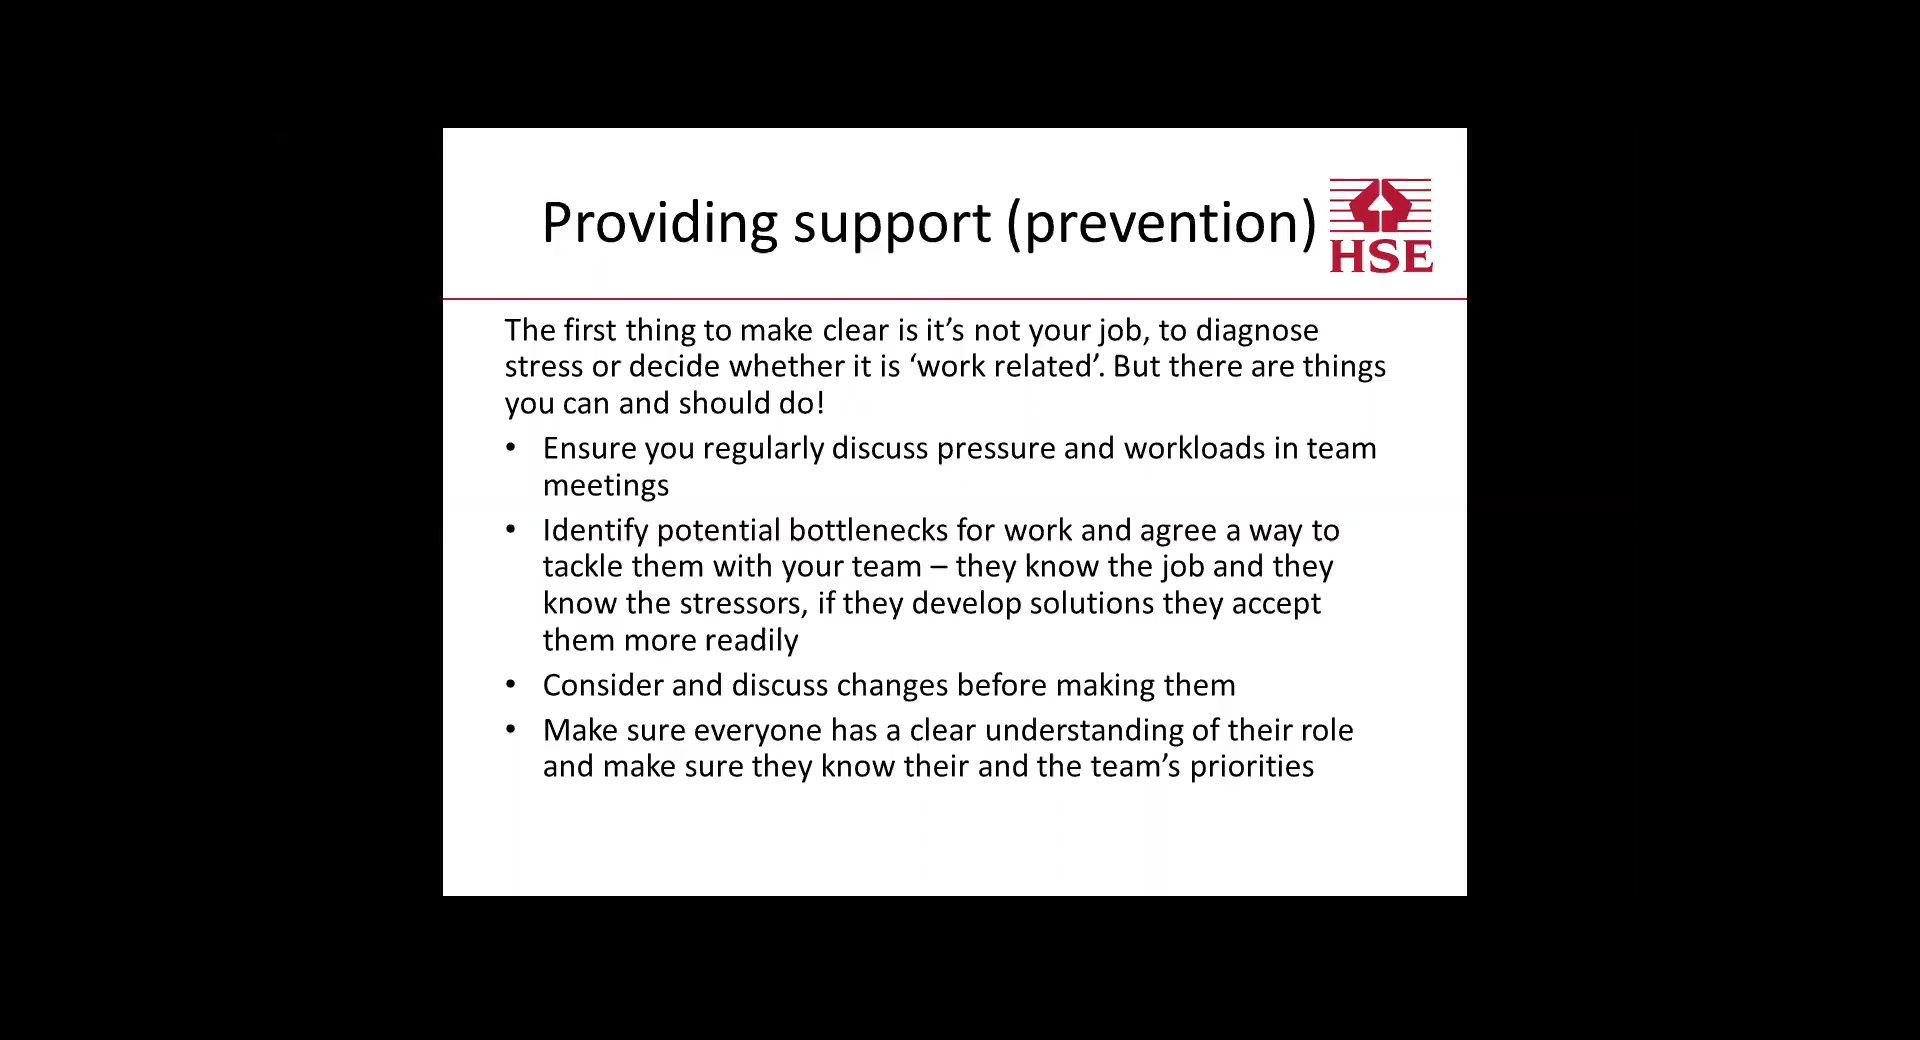 Providing support (prevention)
HSE
The first thing to make clear is it’s not your job, to diagnose
stress or decide whether it is ‘work related’. But there are things
you can and should do!
• Ensure you regularly discuss pressure and workloads in team
meetings
• Identify potential bottlenecks for work and agree a way to
tackle them with your team – they know the job and they
know the stressors, if they develop solutions they accept
them more readily
• Consider and discuss changes before making them
• Make sure everyone has a clear understanding of their role
and make sure they know their and the team’s priorities